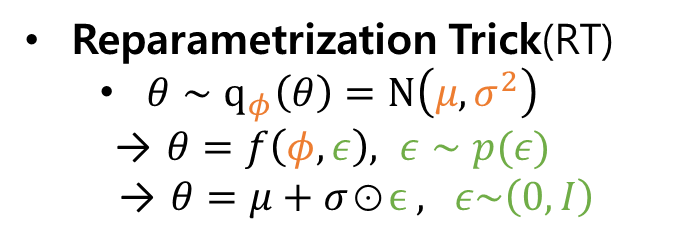 • Reparametrization Trick(RT)
• θ ~ q_ϕ(θ) = N(μ, σ²)
→ θ = f(ϕ, ϵ), ϵ ~ p(ϵ)
→ θ = μ + σ⊙ϵ , ϵ~(0, I)